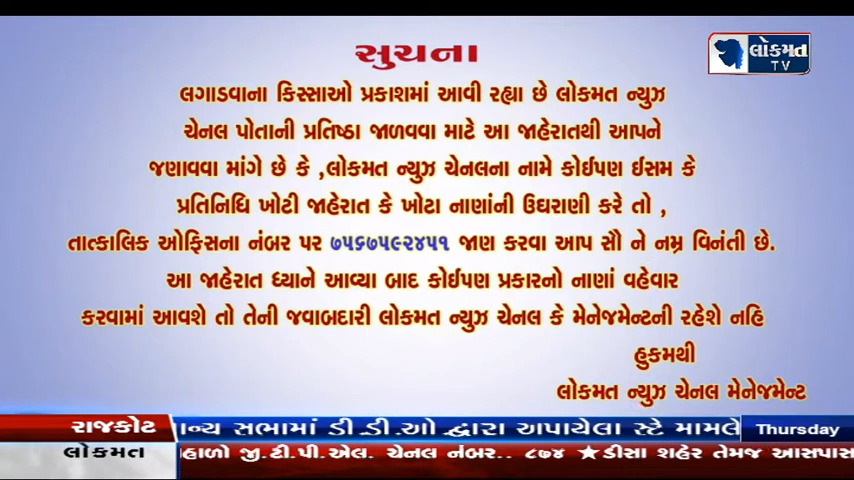 સુચના
લોકમત
TV
લગાડવાના કિસ્સાઓ પ્રકાશમાં આવી રહ્યા છે લોકમત ન્યુઝ
ચેનલ પોતાની પ્રતિષ્ઠા જાળવવા માટે આ જાહેરાતથી આપને
જણાવવા માંગે છે કે ,લોકમત ન્યુઝ ચેનલના નામે કોઈપણ ઈસમ કે
પ્રતિનિધિ ખોટી જાહેરાત કે ખોટા નાણાંની ઉઘરાણી કરે તો ,
તાત્કાલિક ઓફિસના નંબર પર ૭૫૬૭૫૯૨૪૫૧ જાણ કરવા આપ સૌ ને નમ્ર વિનંતી છે.
આ જાહેરાત ધ્યાને આવ્યા બાદ કોઈપણ પ્રકારનો નાણાં વહેવાર
કરવામાં આવશે તો તેની જવાબદારી લોકમત ન્યુઝ ચેનલ કે મેનેજમેન્ટની રહેશે નહિ
હુકમથી
લોકમત ન્યુઝ ચેનલ મેનેજમેન્ટ
રાજકોટ
ાન્ય સભામાં ડી.ડી.ઓ દ્વારા અપાયેલા સ્ટે મામલે
Thursday
લોકમત
હાળો જી.ટી.પી.એલ. ચેનલ નંબર.. ૮૭૪ ★ડીસા શહેર તેમજ આસપાસ